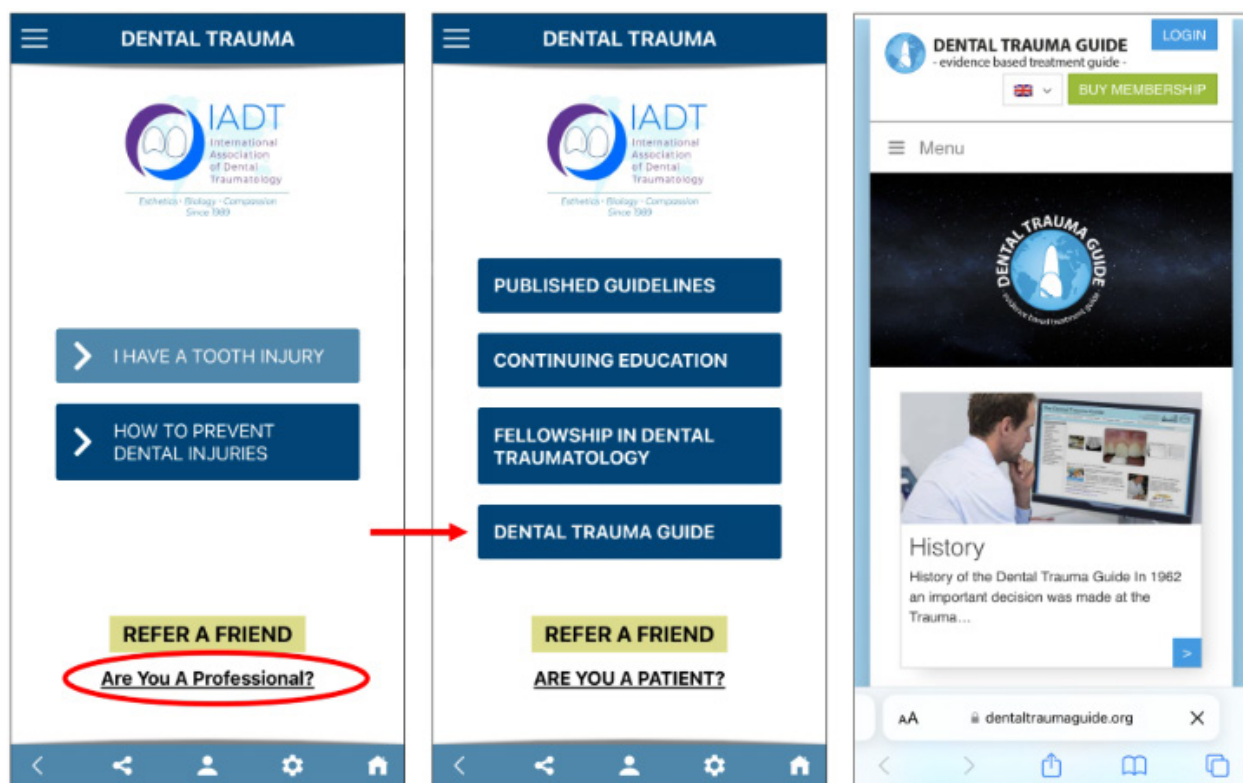 DENTAL TRAUMA
IADT
International
Association
of Dental
Traumatology
Esthetics · Biology · Compassion
Since 1989
I HAVE A TOOTH INJURY
HOW TO PREVENT
DENTAL INJURIES
REFER A FRIEND
Are You A Professional?
DENTAL TRAUMA
IADT
International
Association
of Dental
Traumatology
Esthetics · Biology · Compassion
Since 1989
PUBLISHED GUIDELINES
CONTINUING EDUCATION
FELLOWSHIP IN DENTAL
TRAUMATOLOGY
DENTAL TRAUMA GUIDE
REFER A FRIEND
ARE YOU A PATIENT?
LOGIN
DENTAL TRAUMA GUIDE
- evidence based treatment guide -
BUY MEMBERSHIP
Menu
DENTAL TRAUMA GUIDE
- evidence based treatment guide -
History
History of the Dental Trauma Guide In 1962
an important decision was made at the
Trauma...
>
AA dentaltraumaguide.org